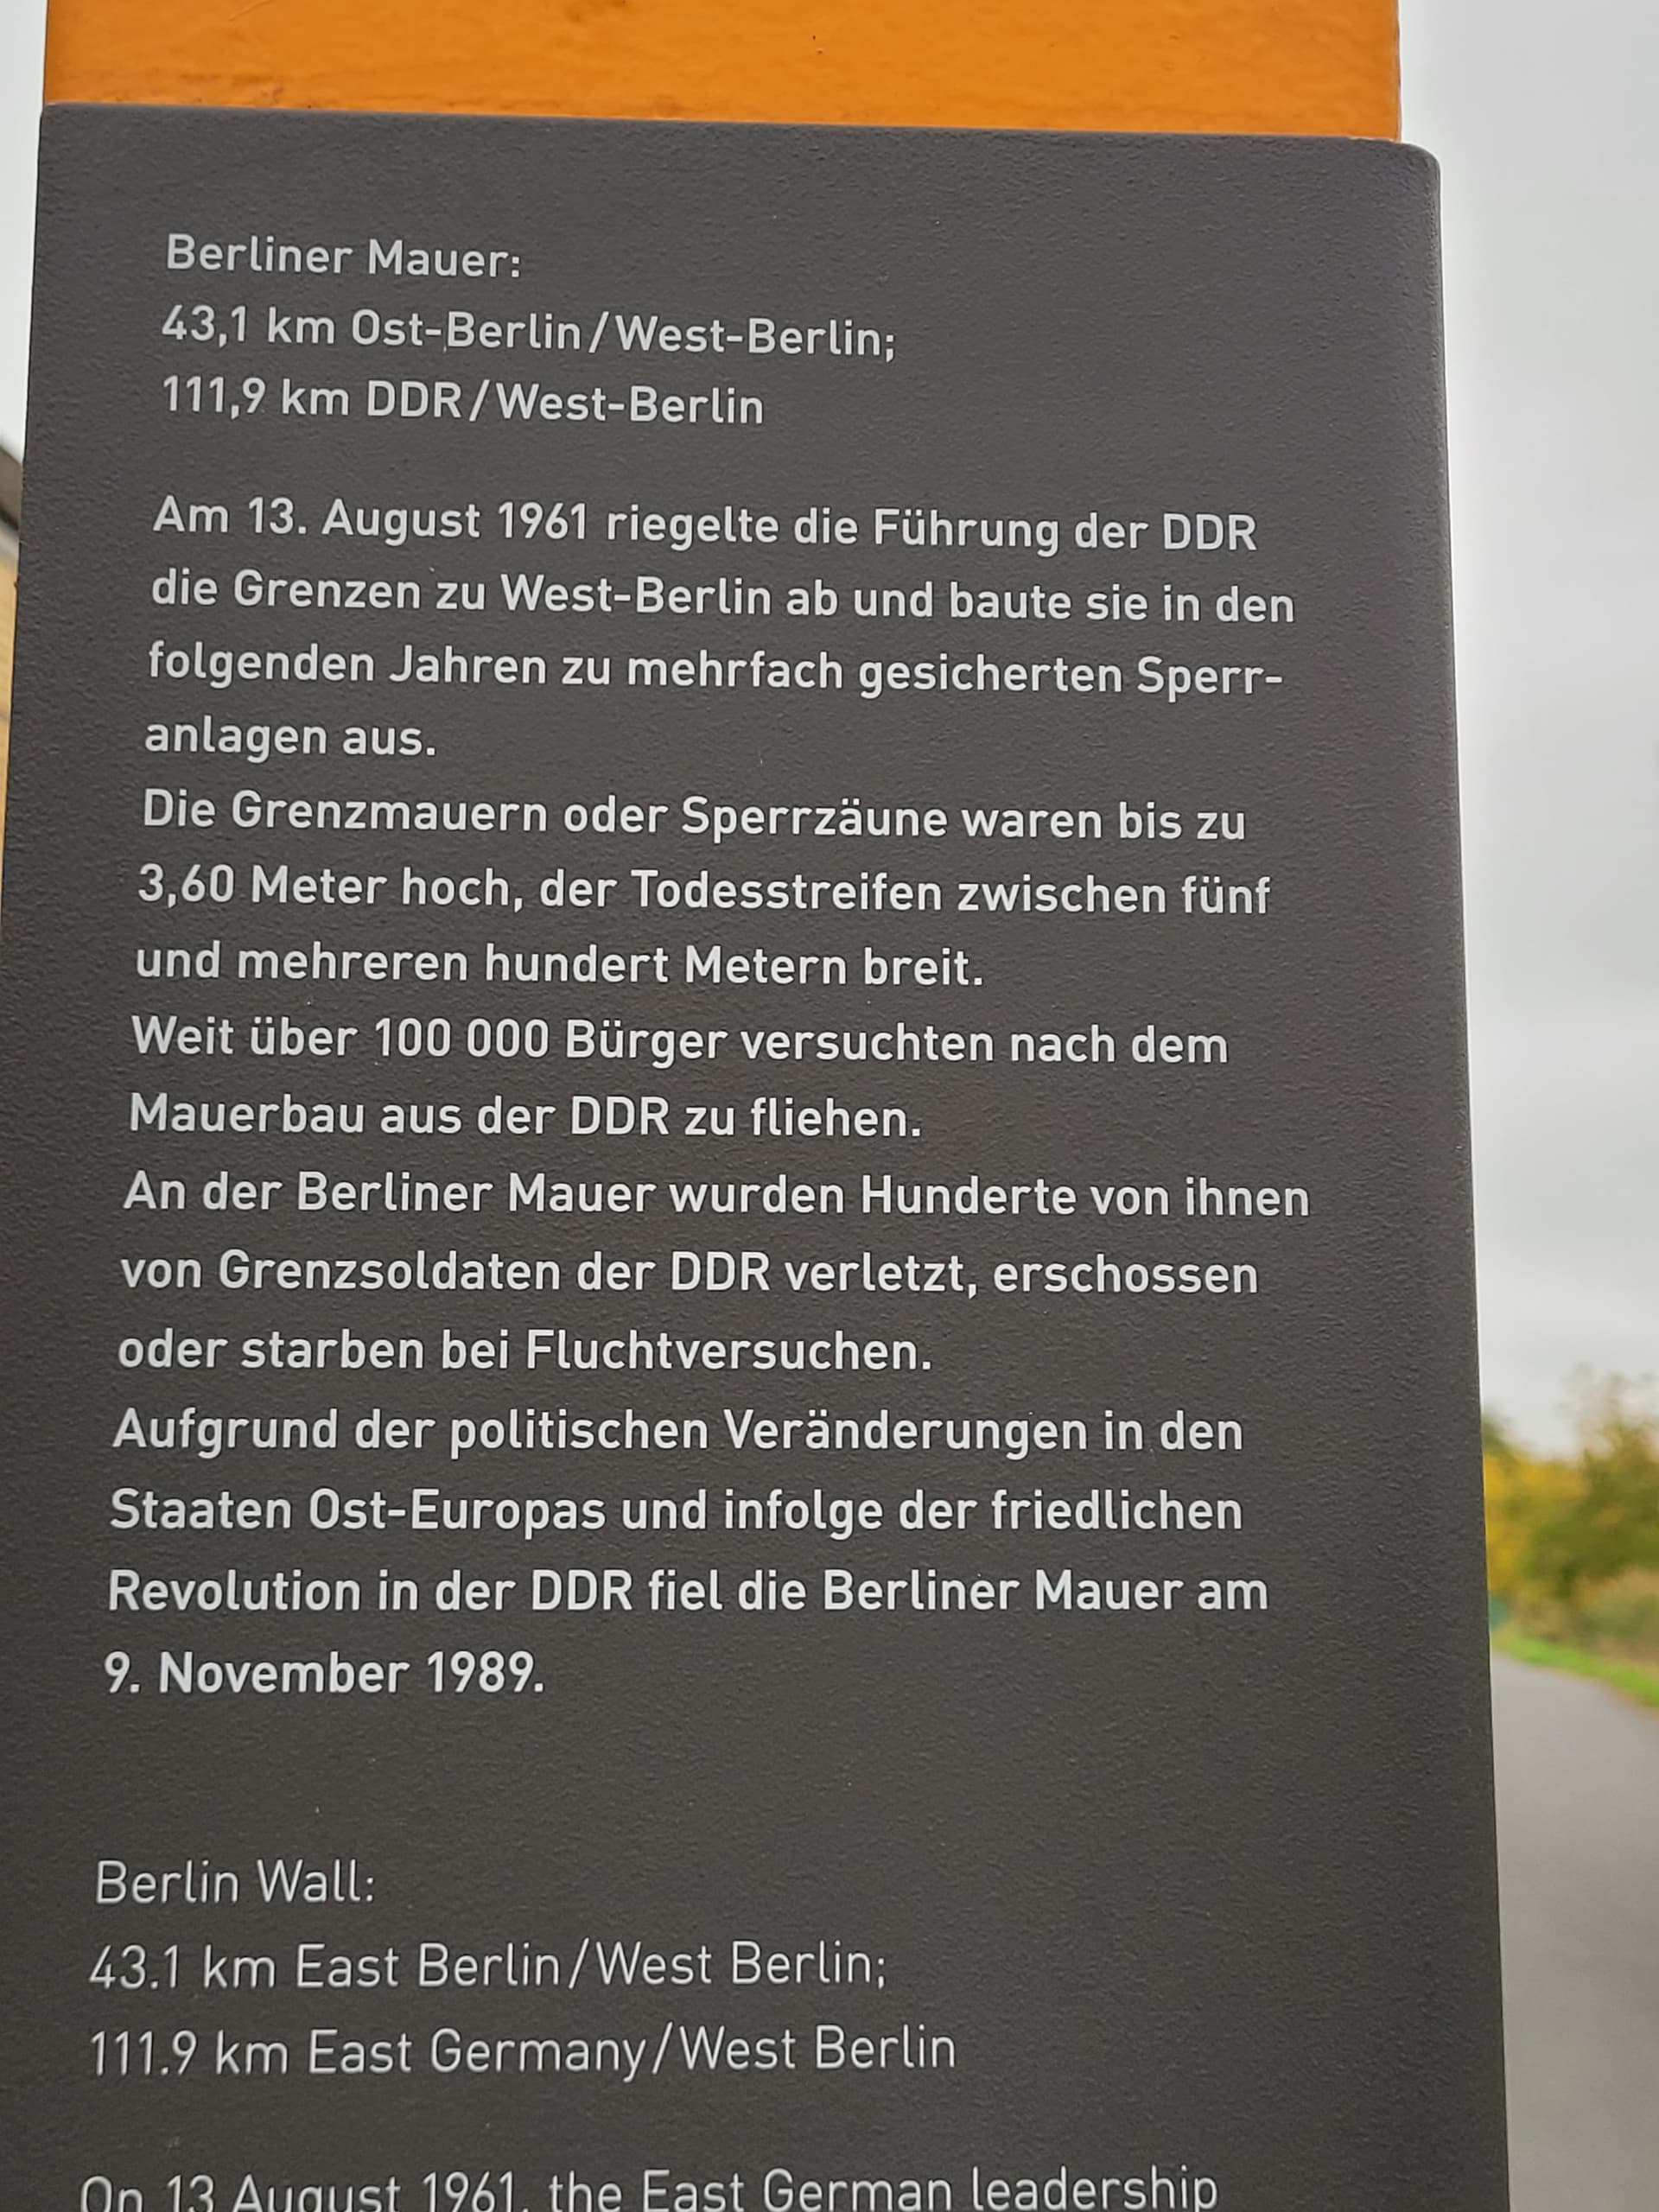 Berliner Mauer:
43,1 km Ost-Berlin/West-Berlin;
111,9 km DDR/West-Berlin
Am 13. August 1961 riegelte die Führung der DDR
die Grenzen zu West-Berlin ab und baute sie in den
folgenden Jahren zu mehrfach gesicherten Sperr-
anlagen aus.
Die Grenzmauern oder Sperrzäune waren bis zu
3,60 Meter hoch, der Todesstreifen zwischen fünf
und mehreren hundert Metern breit.
Weit über 100 000 Bürger versuchten nach dem
Mauerbau aus der DDR zu fliehen.
An der Berliner Mauer wurden Hunderte von ihnen
von Grenzsoldaten der DDR verletzt, erschossen
oder starben bei Fluchtversuchen.
Aufgrund der politischen Veränderungen in den
Staaten Ost-Europas und infolge der friedlichen
Revolution in der DDR fiel die Berliner Mauer am
9. November 1989.
Berlin Wall:
43.1 km East Berlin/West Berlin;
111.9 km East Germany/West Berlin
On 13 August 1961, the East German leadership